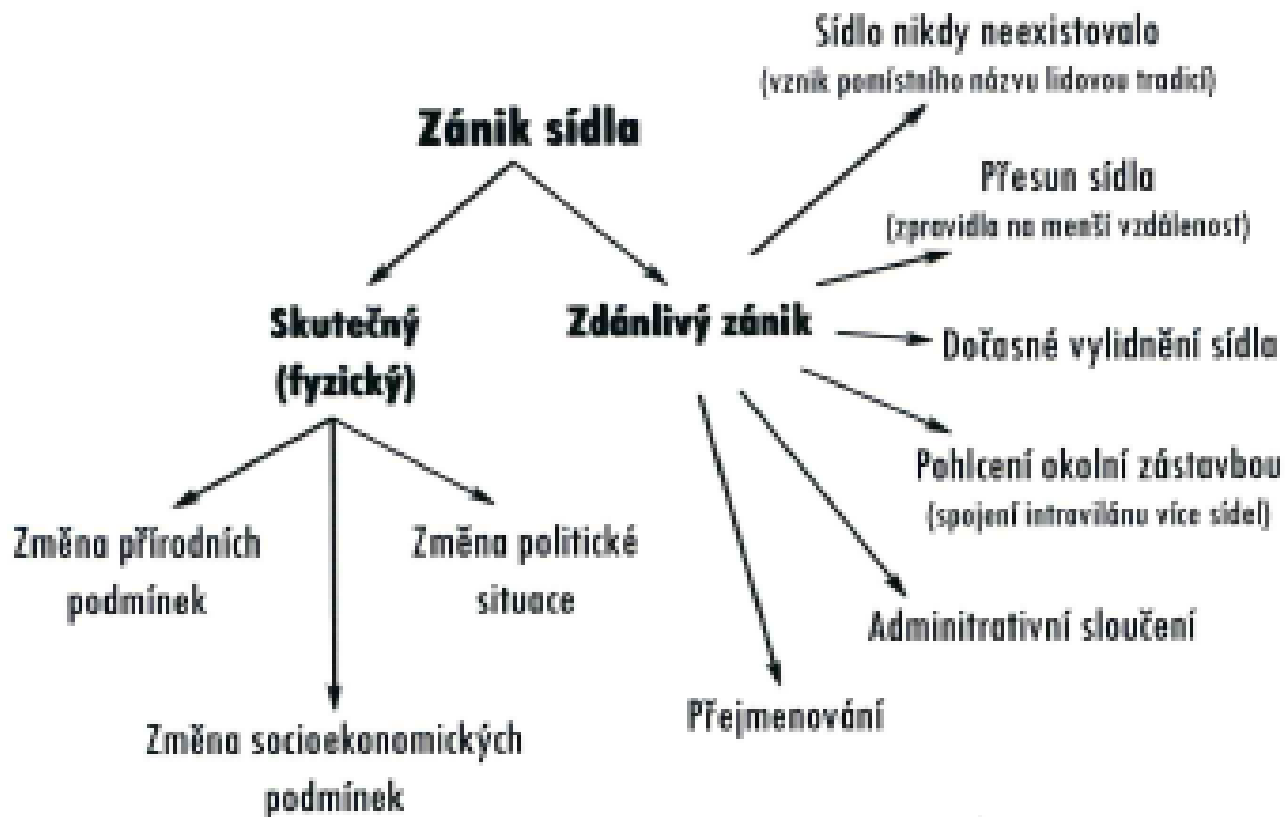 Sídlo nikdy neexistovalo
(vznik pomístního názvu lidovou tradicí)
Zánik sídla
Přesun sídla
(zpravidla na menší vzdálenost)
Skutečný
(fyzický)
Zdánlivý zánik
Dočasné vylidnění sídla
Pohlcení okolní zástavbou
(spojení intravilánu více sídel)
Změna přírodních
podmínek
Změna politické
situace
Adminitrativní sloučení
Přejmenování
Změna socioekonomických
podmínek